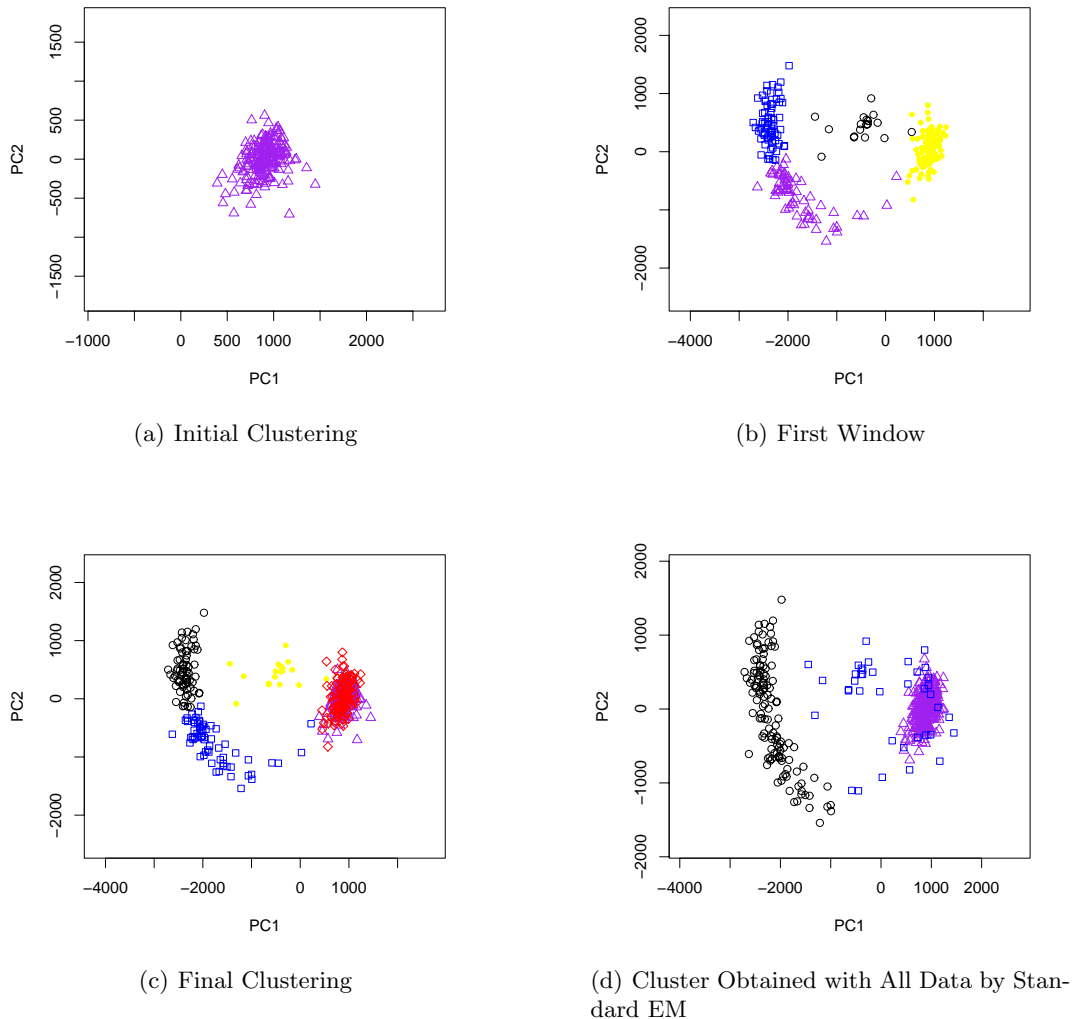 1500
500
0
−500
−1500
PC2
−1000
0
500
1000
2000
PC1
(a) Initial Clustering
2000
1000
0
−2000
PC2
−4000
−2000
0
1000
PC1
(b) First Window
2000
1000
0
−2000
PC2
−4000
−2000
0
1000
PC1
(c) Final Clustering
2000
1000
0
−1000
−2000
PC2
−4000
−2000
0
1000
2000
PC1
(d) Cluster Obtained with All Data by Stan-
dard EM